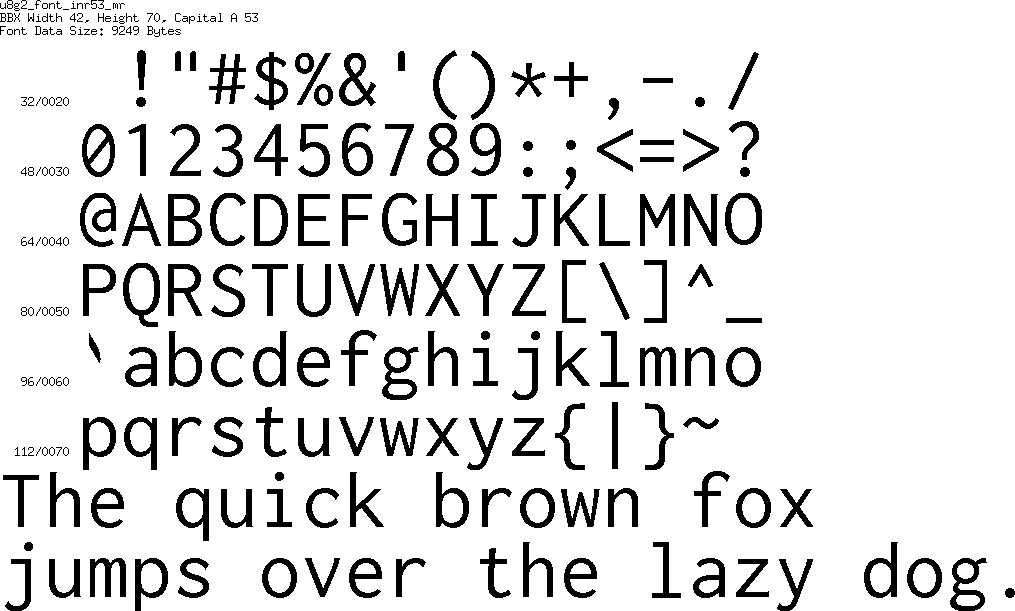 u8g2_font_inr53_mr
BBX Width 42, Height 70, Capital A 53
Font Data Size: 9249 Bytes
32/0020 !"#$%&'()*+,-./
48/0030 0123456789:;<=>?
64/0040 @ABCDEFGHIJKLMNO
80/0050 PQRSTUVWXYZ[\]^_
96/0060 `abcdefghijklmno
112/0070 pqrstuvwxyz{|}~
The quick brown fox
jumps over the lazy dog.